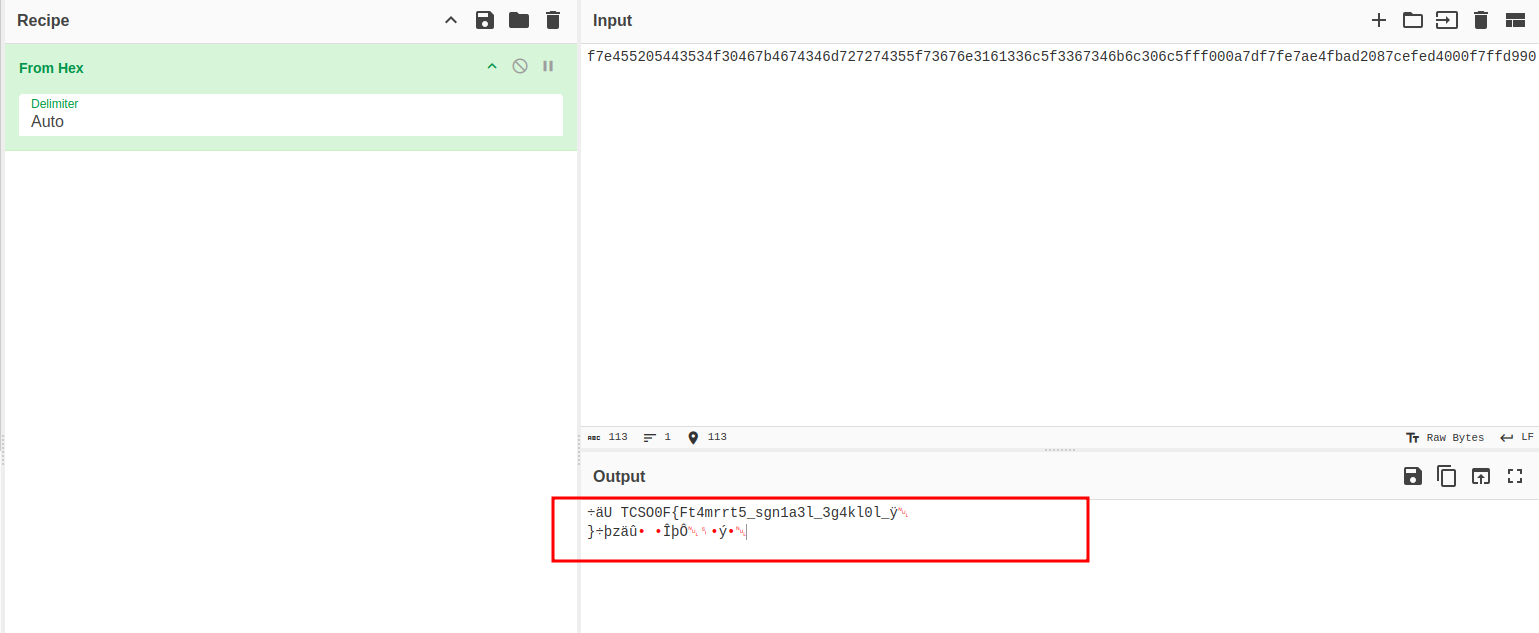 Recipe
Input
From Hex
f7e455205443534f30467b4674346d727274355f73676e3161336c5f3367346b6c306c5fff000a7df7fe7ae4fbad2087cefed4000f7ffd990
Delimiter
Auto
ABC 113 1 113
Raw Bytes LF
Output
÷äU TCSO0F{Ft4mrrt5_sgn1a3l_3g4kl0l_ÿ
}÷þzäû• •ÎþÔ •ý•